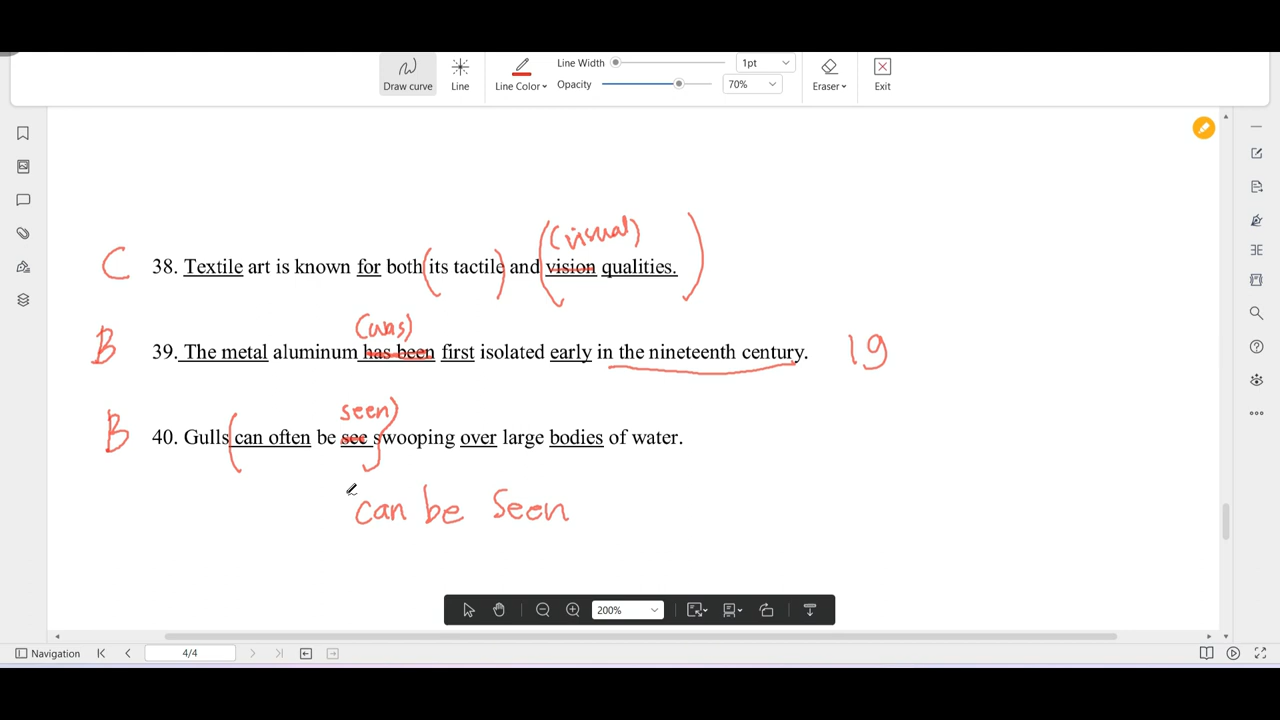 Line Width 1pt
Draw curve Line Line Color Opacity 70% Eraser Exit
(visual)
C 38. Textile art is known for both (its tactile) and (vision qualities.)
(was)
B 39. The metal aluminum has been first isolated early in the nineteenth century. 19
seen)
B 40. Gulls (can often be see swooping over large bodies of water.
can be seen
200%
Navigation 4/4